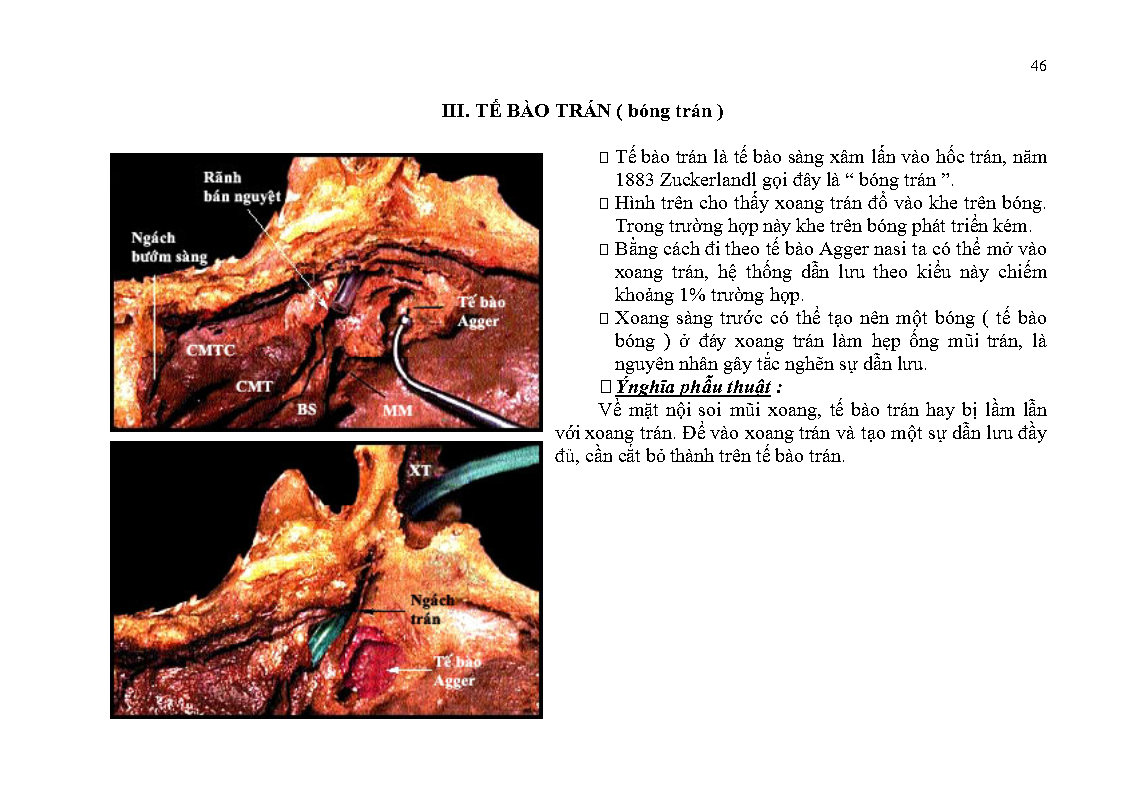 46
III. TẾ BÀO TRÁN ( bóng trán )
Rãnh
bán nguyệt
Ngách
bướm sàng
Tế bào
Agger
CMTC
CMT
BS
MM
XT
Ngách
trán
Tế bào
Agger
Tế bào trán là tế bào sàng xâm lấn vào hốc trán, năm
1883 Zuckerlandl gọi đây là “ bóng trán ”.
Hình trên cho thấy xoang trán đổ vào khe trên bóng.
Trong trường hợp này khe trên bóng phát triển kém.
Bằng cách đi theo tế bào Agger nasi ta có thể mở vào
xoang trán, hệ thống dẫn lưu theo kiểu này chiếm
khoảng 1% trường hợp.
Xoang sàng trước có thể tạo nên một bóng ( tế bào
bóng ) ở đáy xoang trán làm hẹp ống mũi trán, là
nguyên nhân gây tắc nghẽn sự dẫn lưu.
Ýnghĩa phẫu thuật :
Về mặt nội soi mũi xoang, tế bào trán hay bị lầm lẫn
với xoang trán. Để vào xoang trán và tạo một sự dẫn lưu đầy
đủ, cần cắt bỏ thành trên tế bào trán.